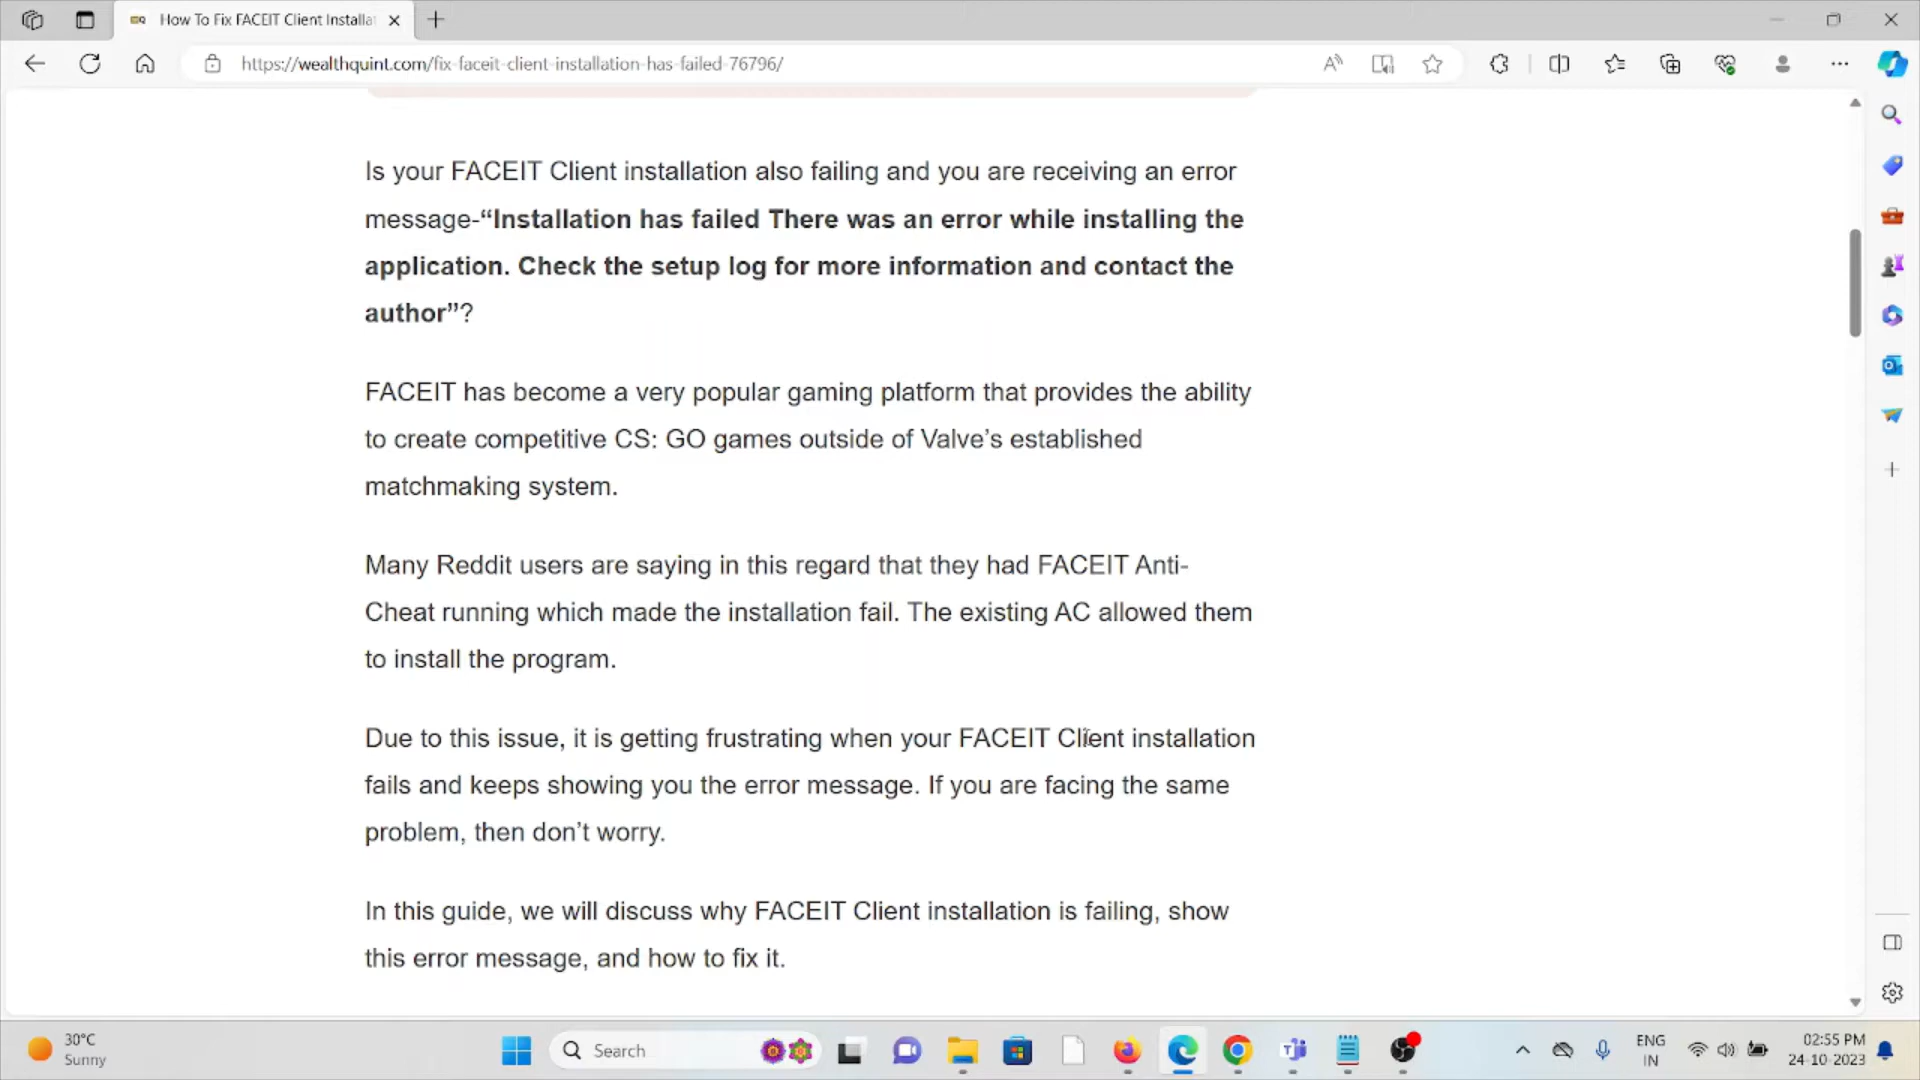 How To Fix FACEIT Client Installat
https://wealthquint.com/fix-faceit-client-installation-has-failed-76796/
Is your FACEIT Client installation also failing and you are receiving an error
message-“Installation has failed There was an error while installing the
application. Check the setup log for more information and contact the
author”?
FACEIT has become a very popular gaming platform that provides the ability
to create competitive CS: GO games outside of Valve’s established
matchmaking system.
Many Reddit users are saying in this regard that they had FACEIT Anti-
Cheat running which made the installation fail. The existing AC allowed them
to install the program.
Due to this issue, it is getting frustrating when your FACEIT Client installation
fails and keeps showing you the error message. If you are facing the same
problem, then don’t worry.
In this guide, we will discuss why FACEIT Client installation is failing, show
this error message, and how to fix it.
30°C
Sunny
Search
ENG
IN
02:55 PM
24-10-2023